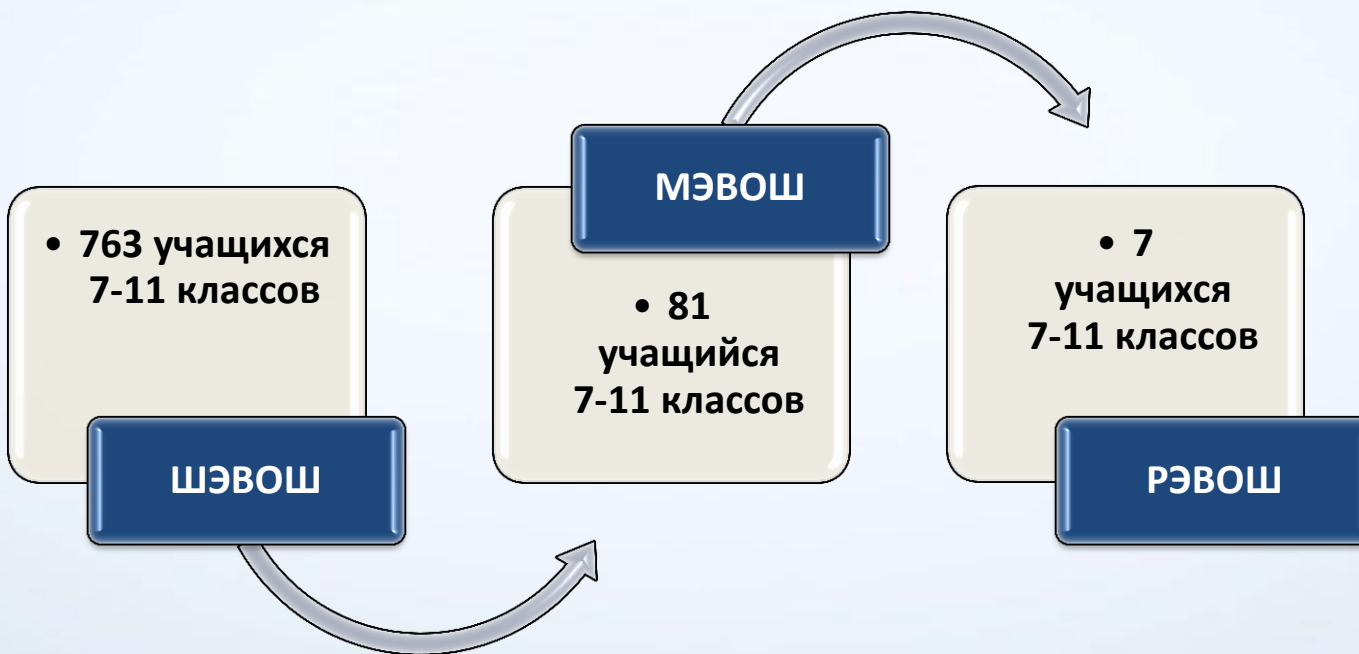 • 763 учащихся
7-11 классов
ШЭВОШ
МЭВОШ
• 81
учащийся
7-11 классов
• 7
учащихся
7-11 классов
РЭВОШ